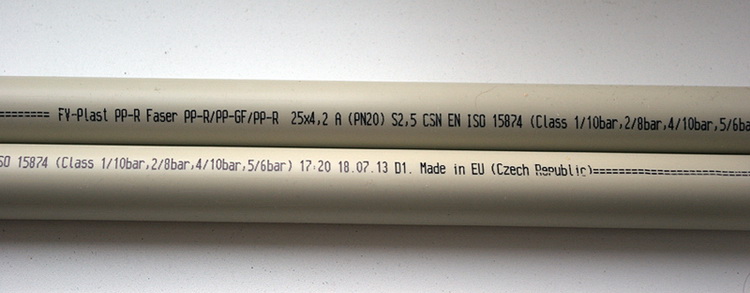 ======== FV-Plast PP-R Faser PP-R/PP-GF/PP-R 25x4,2 A (PN20) S2,5 CSN EN ISO 15874 (Class 1/10bar,2/8bar,4/10bar,5/6ba
SO 15874 (Class 1/10bar,2/8bar,4/10bar,5/6bar) 17:20 18.07.13 D1. Made in EU (Czech Republic)========================